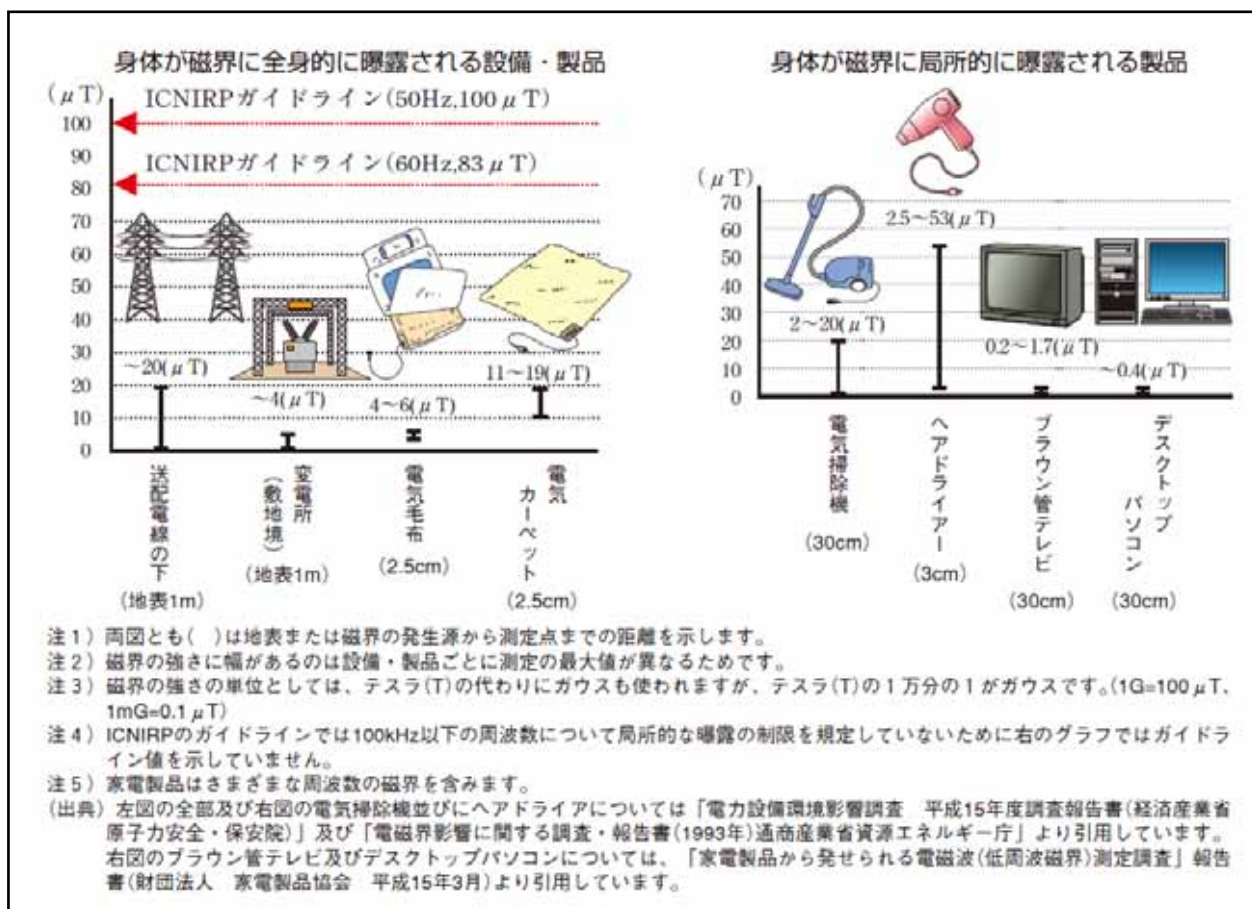 身体が磁界に全身的に曝露される設備・製品
(μT)
ICNIRPガイドライン(50Hz,100μT)
ICNIRPガイドライン(60Hz,83μT)
100
90
80
70
60
50
40
30
20
10
0
～20(μT)
～4(μT)
4～6(μT)
11～19(μT)
送配電線の下
(地表1m)
変電所
(敷地境)
(地表1m)
電気毛布
(2.5cm)
電気
カーペット
(2.5cm)
身体が磁界に局所的に曝露される製品
(μT)
70
60
50
40
30
20
10
0
2～20(μT)
2.5～53(μT)
0.2～1.7(μT)
～0.4(μT)
電気掃除機
(30cm)
ヘアドライアー
(3cm)
ブラウン管テレビ
(30cm)
デスクトップ
パソコン
(30cm)
注1）両図とも(　)は地表または磁界の発生源から測定点までの距離を示します。
注2）磁界の強さに幅があるのは設備・製品ごとに測定の最大値が異なるためです。
注3）磁界の強さの単位としては、テスラ(T)の代わりにガウスも使われますが、テスラ(T)の1万分の1がガウスです。(1G=100μT、
1mG=0.1μT)
注4）ICNIRPのガイドラインでは100kHz以下の周波数について局所的な曝露の制限を規定していないために右のグラフではガイドラ
イン値を示していません。
注5）家電製品はさまざまな周波数の磁界を含みます。
(出典）左図の全部及び右図の電気掃除機並びにヘアドライアについては「電力設備環境影響調査　平成15年度調査報告書(経済産業省
原子力安全・保安院)」及び「電磁界影響に関する調査・報告書(1993年)通商産業省資源エネルギー庁」より引用しています。
右図のブラウン管テレビ及びデスクトップパソコンについては、「家電製品から発せられる電磁波(低周波磁界)測定調査」報告
書(財団法人　家電製品協会　平成15年3月)より引用しています。